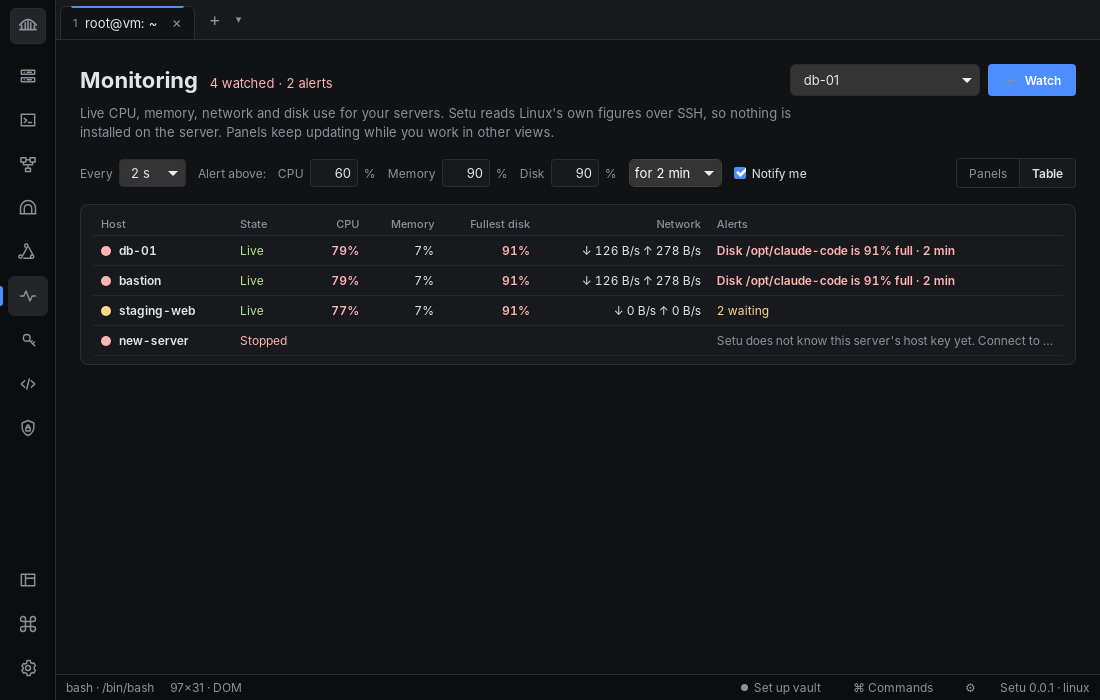 1 root@vm: ~ × + ▾
Monitoring 4 watched · 2 alerts
db-01
+ Watch
Live CPU, memory, network and disk use for your servers. Setu reads Linux's own figures over SSH, so nothing is
installed on the server. Panels keep updating while you work in other views.
Every 2 s Alert above: CPU 60 % Memory 90 % Disk 90 % for 2 min Notify me Panels Table
Host State CPU Memory Fullest disk Network Alerts
db-01 Live 79% 7% 91% ↓ 126 B/s ↑ 278 B/s Disk /opt/claude-code is 91% full · 2 min
bastion Live 79% 7% 91% ↓ 126 B/s ↑ 278 B/s Disk /opt/claude-code is 91% full · 2 min
staging-web Live 77% 7% 91% ↓ 0 B/s ↑ 0 B/s 2 waiting
new-server Stopped Setu does not know this server's host key yet. Connect to ...
bash · /bin/bash 97×31 · DOM Set up vault ⌘ Commands ⚙ Setu 0.0.1 · linux